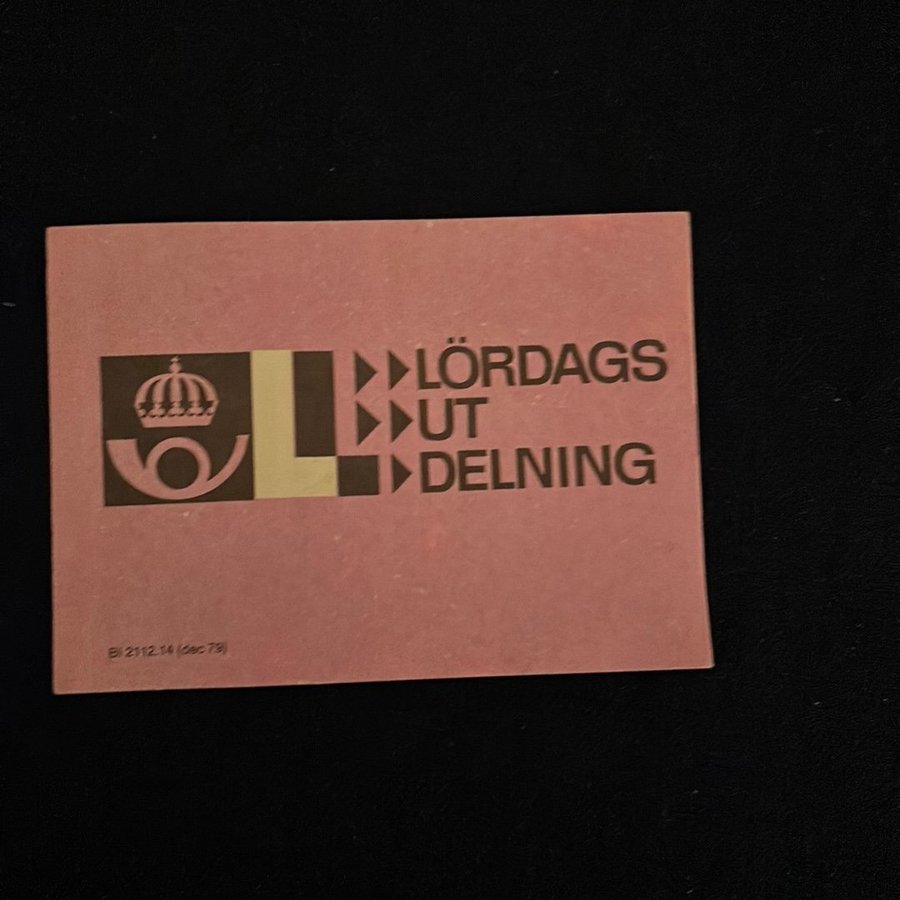 L
LÖRDAGS
UT
DELNING
Bl 2112.14 (dec 79)